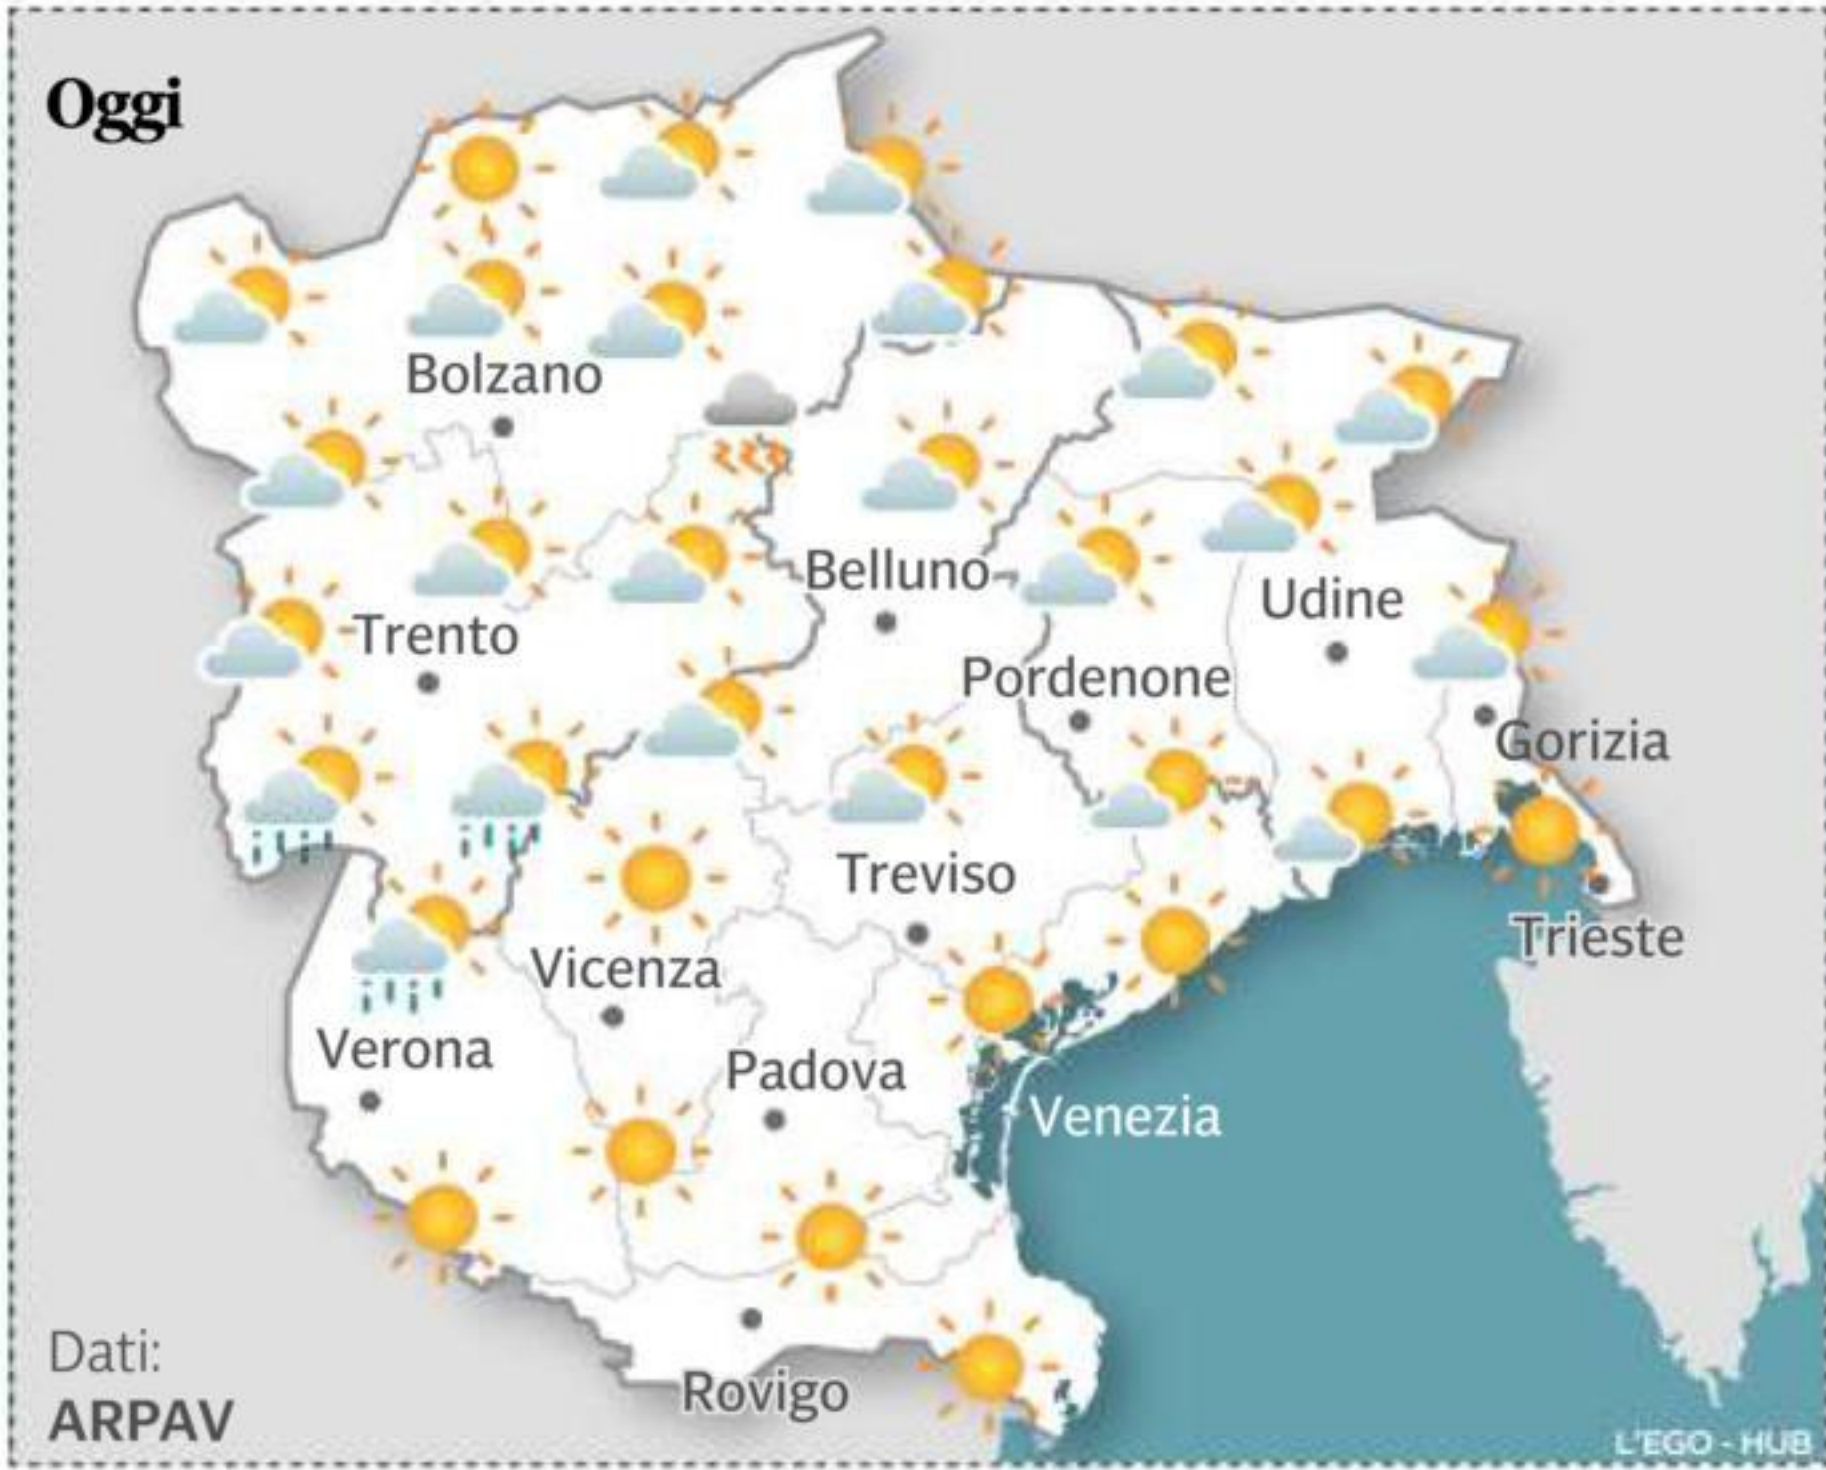 Oggi
Bolzano
Belluno
Udine
Trento
Pordenone
Gorizia
Treviso
Trieste
Vicenza
Verona
Padova
Venezia
Dati:
ARPAV
Rovigo
L'EGO - HUB